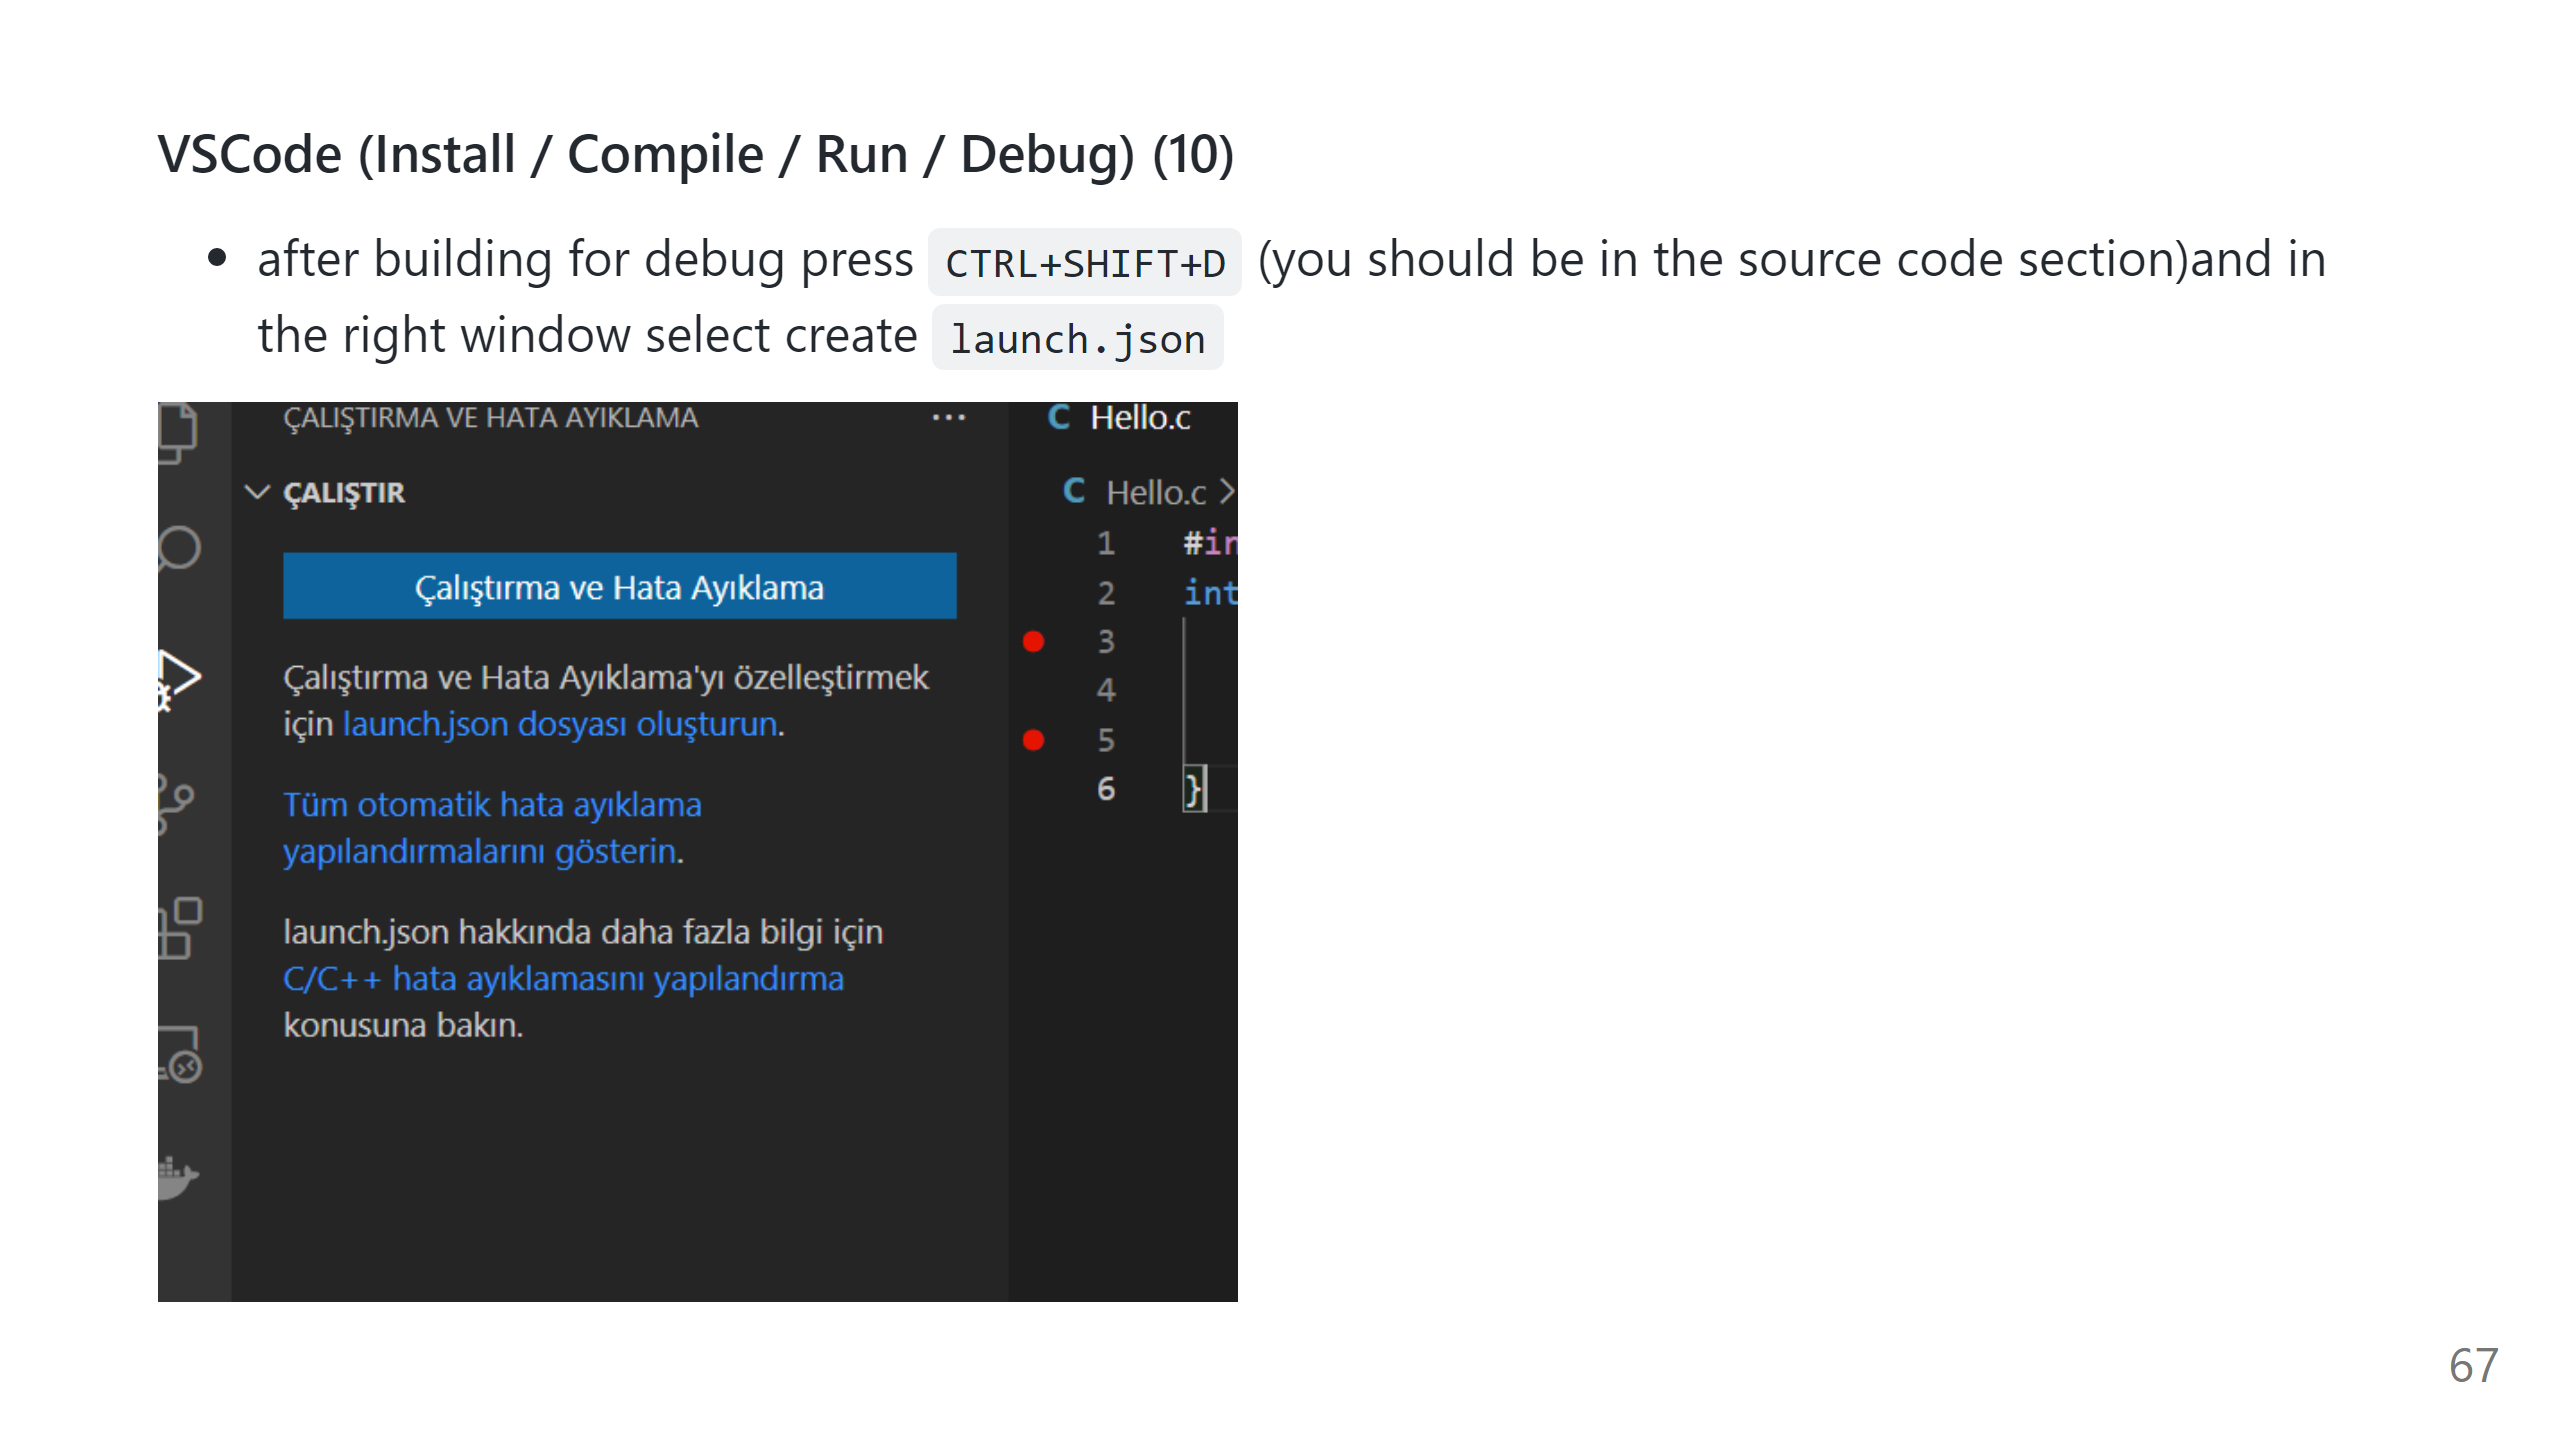 VSCode (Install / Compile / Run / Debug) (10)
• after building for debug press CTRL+SHIFT+D (you should be in the source code section)and in
the right window select create launch.json
ÇALIŞTIRMA VE HATA AYIKLAMA ···
ÇALIŞTIR
Çalıştırma ve Hata Ayıklama
Çalıştırma ve Hata Ayıklama'yı özelleştirmek
için launch.json dosyası oluşturun.
Tüm otomatik hata ayıklama
yapılandırmalarını gösterin.
launch.json hakkında daha fazla bilgi için
C/C++ hata ayıklamasını yapılandırma
konusuna bakın.
C Hello.c
C Hello.c >
1 #in
2 int
3
4
5
6 }
67